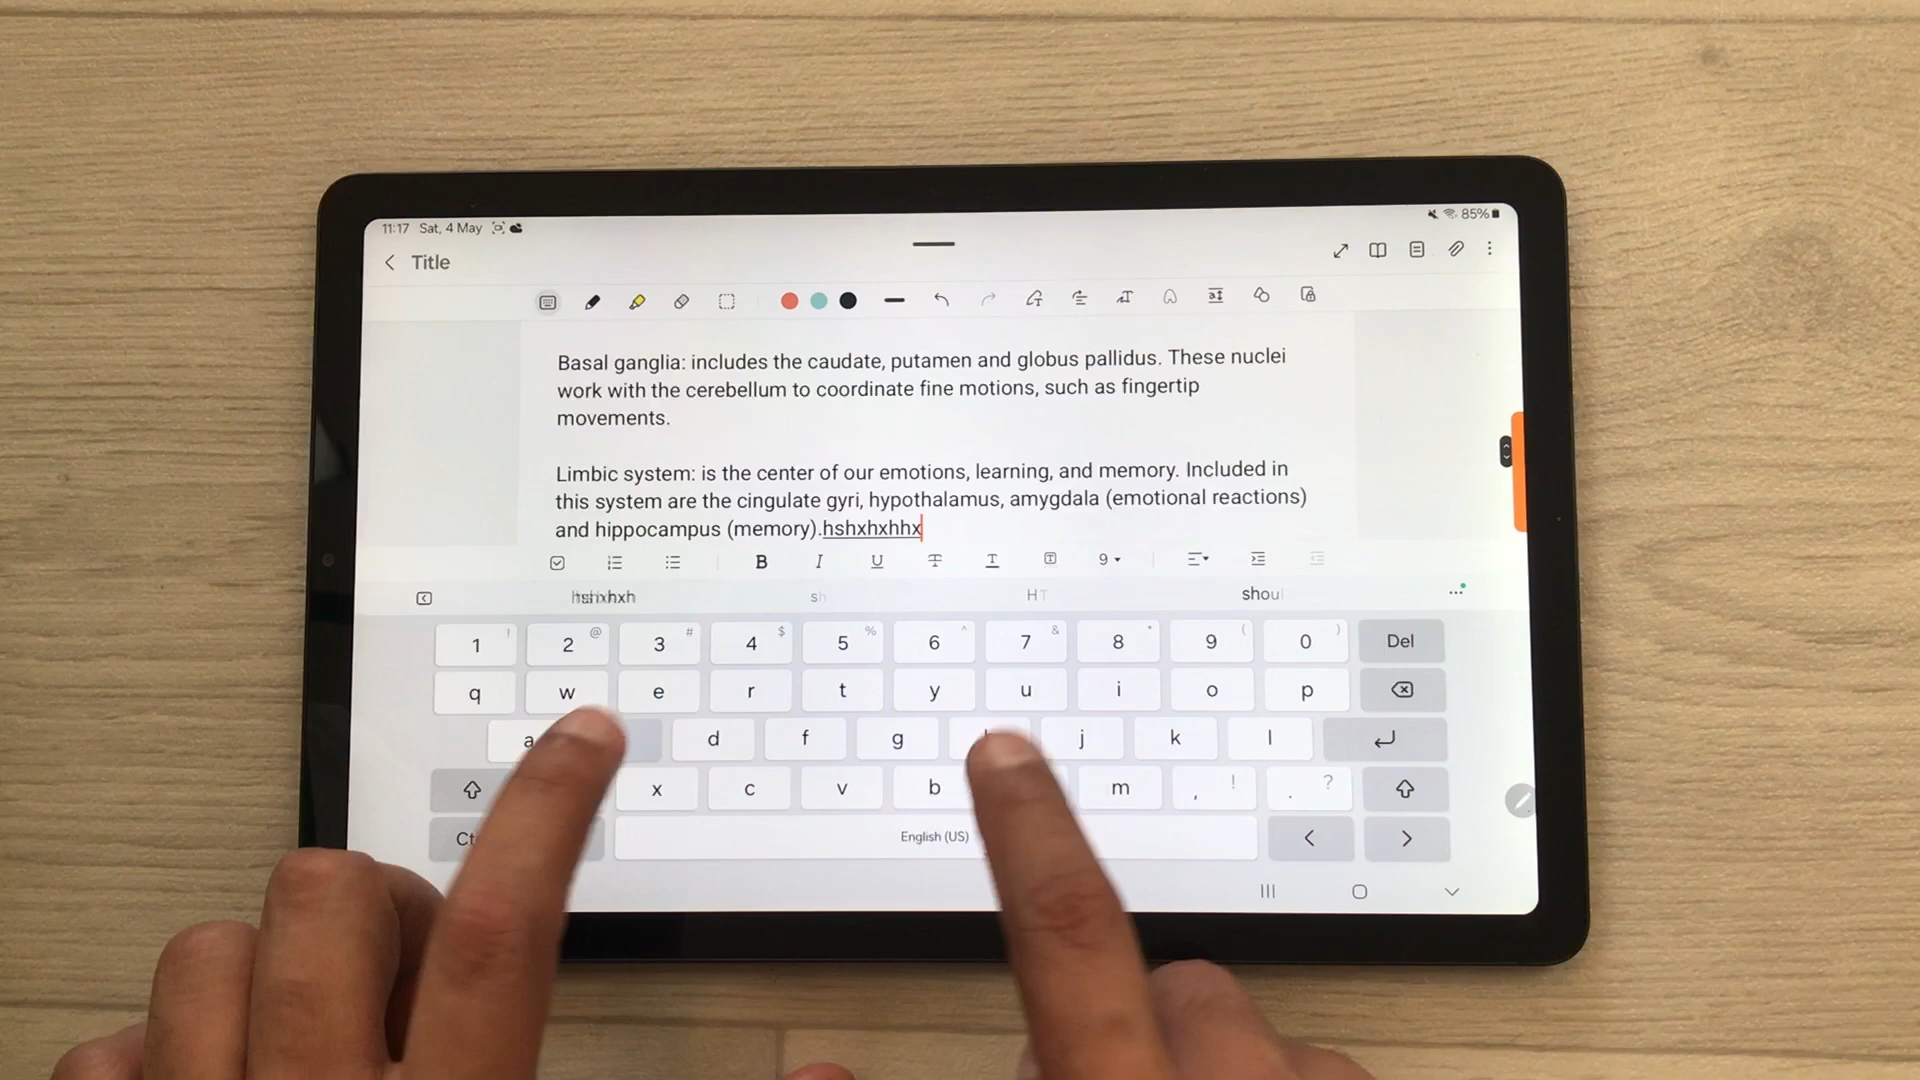 11:17 Sat, 4 May 85%
Title
Basal ganglia: includes the caudate, putamen and globus pallidus. These nuclei
work with the cerebellum to coordinate fine motions, such as fingertip
movements.
Limbic system: is the center of our emotions, learning, and memory. Included in
this system are the cingulate gyri, hypothalamus, amygdala (emotional reactions)
and hippocampus (memory).hshxhxhhx
B I U T T T 9
1 ! 2 @ 3 # 4 $ 5 % 6 ^ 7 & 8 * 9 ( 0 ) Del
q w e r t y u i o p
a d f g j k l
x c v b m , ! . ?
English (US) < >